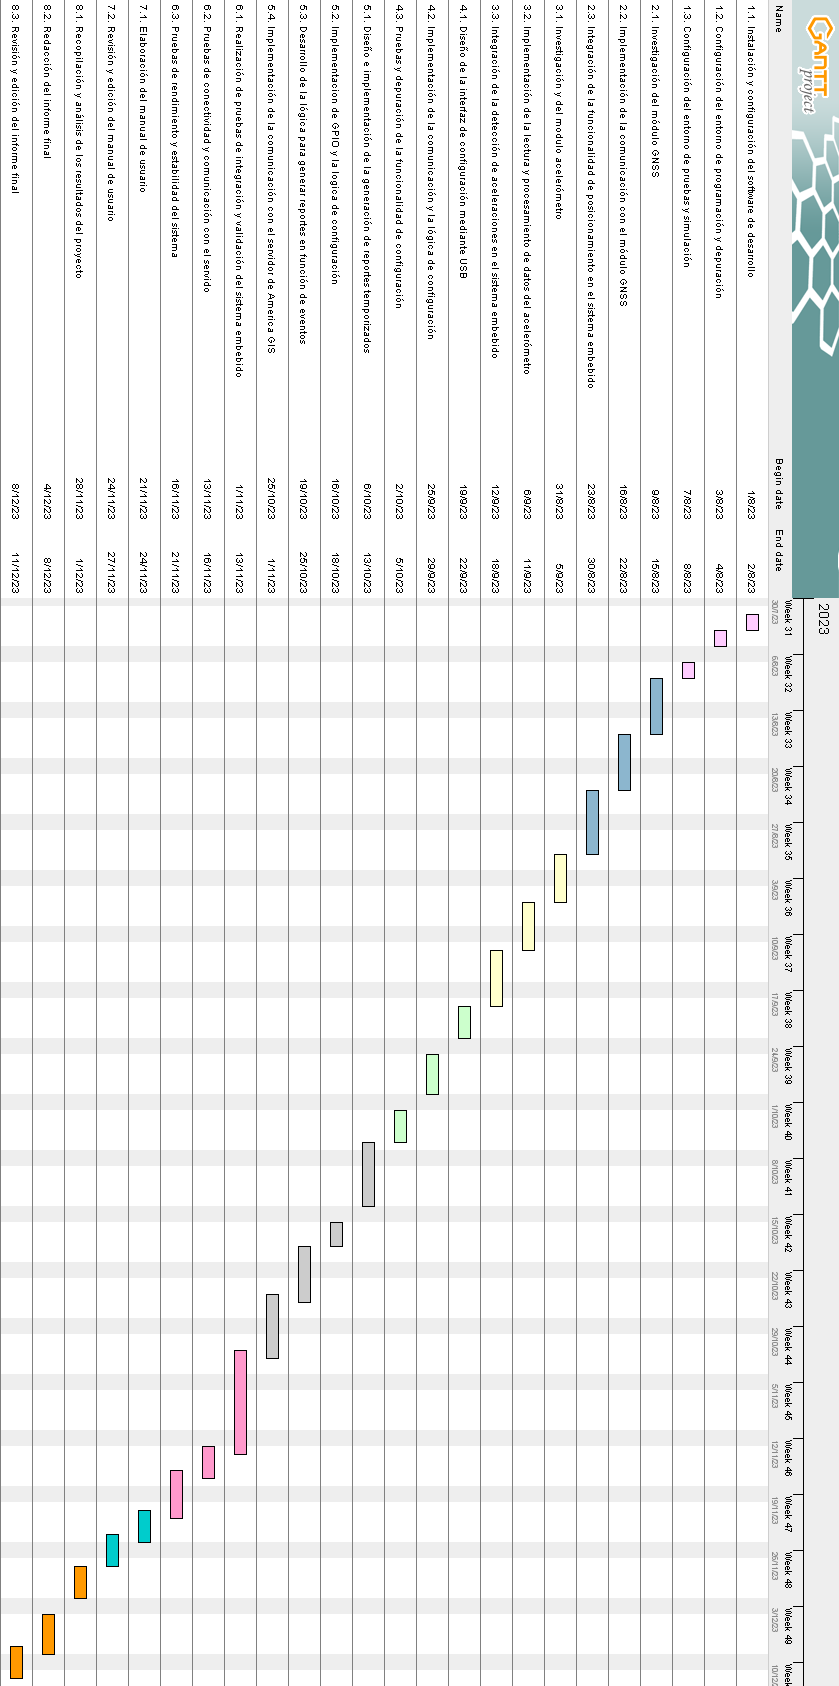 GANTT
project
2023
Name Begin date End date
Week 31 Week 32 Week 33 Week 34 Week 35 Week 36 Week 37 Week 38 Week 39 Week 40 Week 41 Week 42 Week 43 Week 44 Week 45 Week 46 Week 47 Week 48 Week 49 Week
30/7/23 6/8/23 13/8/23 20/8/23 27/8/23 3/9/23 10/9/23 17/9/23 24/9/23 1/10/23 8/10/23 15/10/23 22/10/23 29/10/23 5/11/23 12/11/23 19/11/23 26/11/23 3/12/23 10/12/
1.1. Instalación y configuración del software de desarrollo 1/8/23 2/8/23
1.2. Configuración del entorno de programación y depuración 3/8/23 4/8/23
1.3. Configuración del entorno de pruebas y simulación 7/8/23 8/8/23
2.1. Investigación del módulo GNSS 9/8/23 15/8/23
2.2. Implementación de la comunicación con el módulo GNSS 16/8/23 22/8/23
2.3. Integración de la funcionalidad de posicionamiento en el sistema embebido 23/8/23 30/8/23
3.1. Investigación y del modulo acelerómetro 31/8/23 5/9/23
3.2. Implementación de la lectura y procesamiento de datos del acelerómetro 6/9/23 11/9/23
3.3. Integración de la detección de aceleraciones en el sistema embebido 12/9/23 18/9/23
4.1. Diseño de la interfaz de configuración mediante USB 19/9/23 22/9/23
4.2. Implementación de la comunicación y la lógica de configuración 25/9/23 29/9/23
4.3. Pruebas y depuración de la funcionalidad de configuración 2/10/23 5/10/23
5.1. Diseño e implementación de la generación de reportes temporizados 6/10/23 13/10/23
5.2. Implementacion de GPIO y la logica de configuración 16/10/23 18/10/23
5.3. Desarrollo de la lógica para generar reportes en función de eventos 19/10/23 25/10/23
5.4. Implementación de la comunicación con el servidor de America GIS 25/10/23 1/11/23
6.1. Realización de pruebas de integración y validación del sistema embebido 1/11/23 13/11/23
6.2. Pruebas de conectividad y comunicación con el servido 13/11/23 16/11/23
6.3. Pruebas de rendimiento y estabilidad del sistema 16/11/23 21/11/23
7.1. Elaboración del manual de usuario 21/11/23 24/11/23
7.2. Revisión y edición del manual de usuario 24/11/23 27/11/23
8.1. Recopilación y análisis de los resultados del proyecto 28/11/23 1/12/23
8.2. Redacción del informe final 4/12/23 8/12/23
8.3. Revisión y edición del informe final 8/12/23 11/12/23